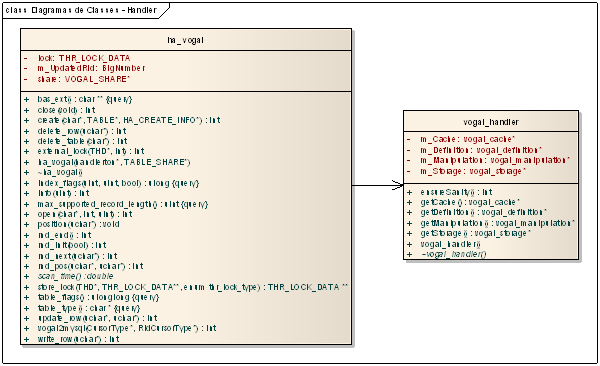 class Diagramas de Classes - Handler
ha_vogal
- lock: THR_LOCK_DATA
- m_UpdatedRid: BigNumber
- share: VOGAL_SHARE*
+ bas_ext() : char** {query}
+ close(void) : int
+ create(char*, TABLE*, HA_CREATE_INFO*) : int
+ delete_row(uchar*) : int
+ delete_table(char*) : int
+ external_lock(THD*, int) : int
+ ha_vogal(handlerton*, TABLE_SHARE*)
+ ~ha_vogal()
+ index_flags(uint, uint, bool) : ulong {query}
+ info(uint) : int
+ max_supported_record_length() : uint {query}
+ open(char*, int, uint) : int
+ position(uchar*) : void
+ rnd_end() : int
+ rnd_init(bool) : int
+ rnd_next(uchar*) : int
+ rnd_pos(uchar*, uchar*) : int
+ scan_time() : double
+ store_lock(THD*, THR_LOCK_DATA**, enum thr_lock_type) : THR_LOCK_DATA**
+ table_flags() : ulonglong {query}
+ table_type() : char* {query}
+ update_row(uchar*, uchar*) : int
+ vogal2mysql(CursorType*, RidCursorType*) : int
+ write_row(uchar*) : int
vogal_handler
- m_Cache: vogal_cache*
- m_Definition: vogal_definition*
- m_Manipulation: vogal_manipulation*
- m_Storage: vogal_storage*
+ ensureSanity() : int
+ getCache() : vogal_cache*
+ getDefinition() : vogal_definition*
+ getManipulation() : vogal_manipulation*
+ getStorage() : vogal_storage*
+ vogal_handler()
+ ~vogal_handler()